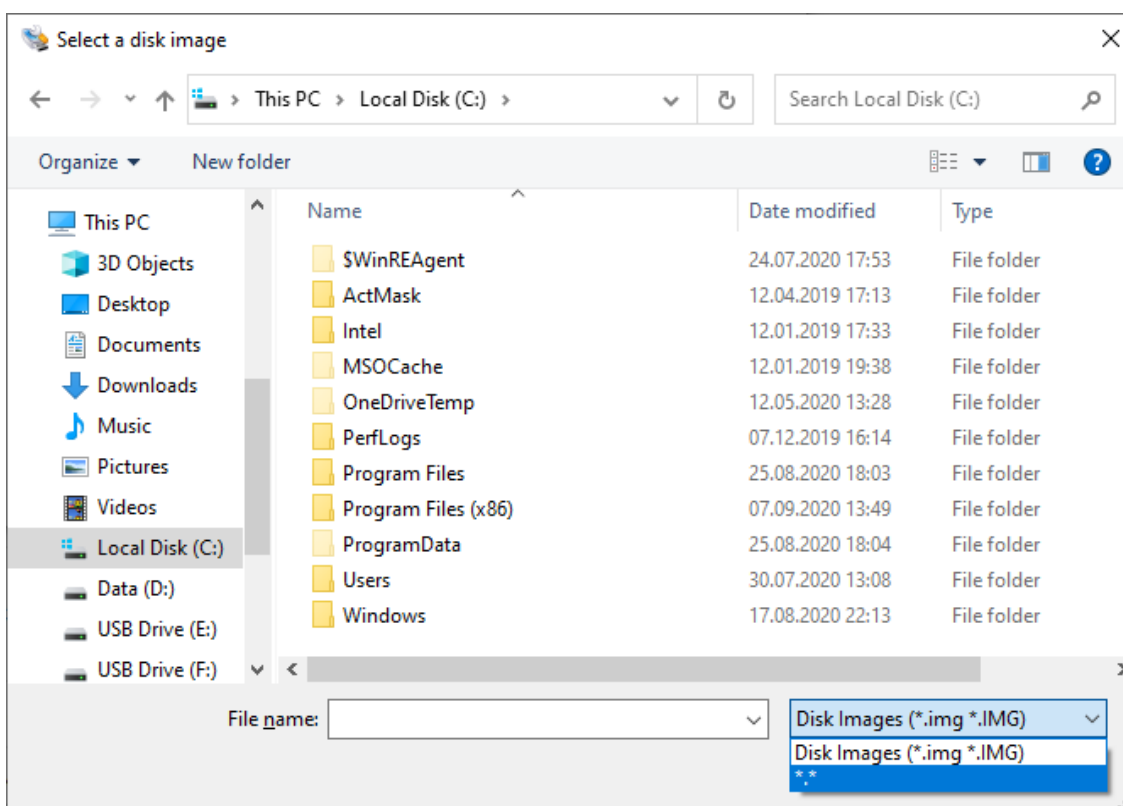 Select a disk image
This PC > Local Disk (C:) >
Search Local Disk (C:)
Organize
New folder
?
Name
Date modified
Type
This PC
3D Objects
Desktop
Documents
Downloads
Music
Pictures
Videos
Local Disk (C:)
Data (D:)
USB Drive (E:)
USB Drive (F:)
$WinREAgent 24.07.2020 17:53 File folder
ActMask 12.04.2019 17:13 File folder
Intel 12.01.2019 17:33 File folder
MSOCache 12.01.2019 19:38 File folder
OneDriveTemp 12.05.2020 13:28 File folder
PerfLogs 07.12.2019 16:14 File folder
Program Files 25.08.2020 18:03 File folder
Program Files (x86) 07.09.2020 13:49 File folder
ProgramData 25.08.2020 18:04 File folder
Users 30.07.2020 13:08 File folder
Windows 17.08.2020 22:13 File folder
File name:
Disk Images (*.img *.IMG)
Disk Images (*.img *.IMG)
*.*